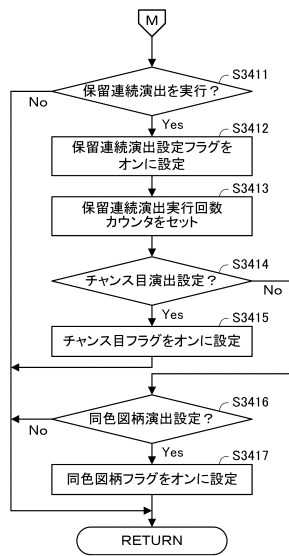 M
S3411
保留連続演出を実行？
No
Yes
S3412
保留連続演出設定フラグを
オンに設定
S3413
保留連続演出実行回数
カウンタをセット
S3414
チャンス目演出設定？
No
Yes
S3415
チャンス目フラグをオンに設定
S3416
同色図柄演出設定？
No
Yes
S3417
同色図柄フラグをオンに設定
RETURN